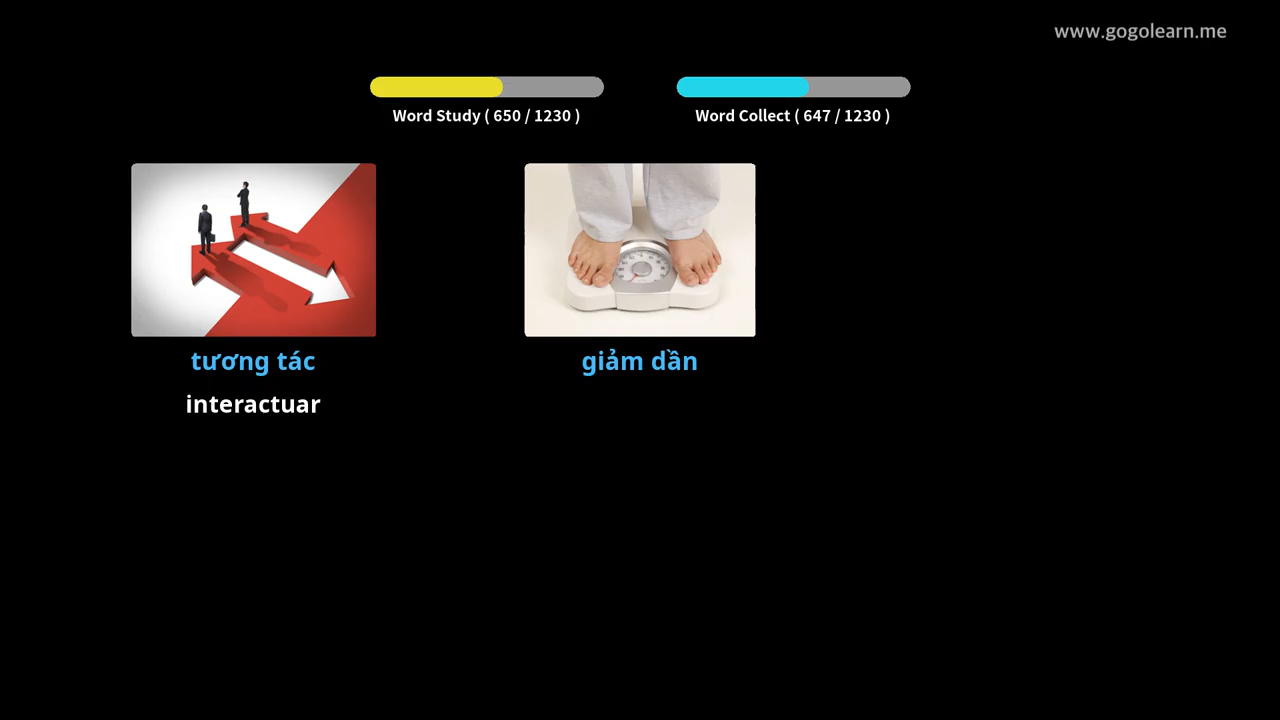 www.gogolearn.me
Word Study ( 650 / 1230 )
Word Collect ( 647 / 1230 )
tương tác
interactuar
giảm dần